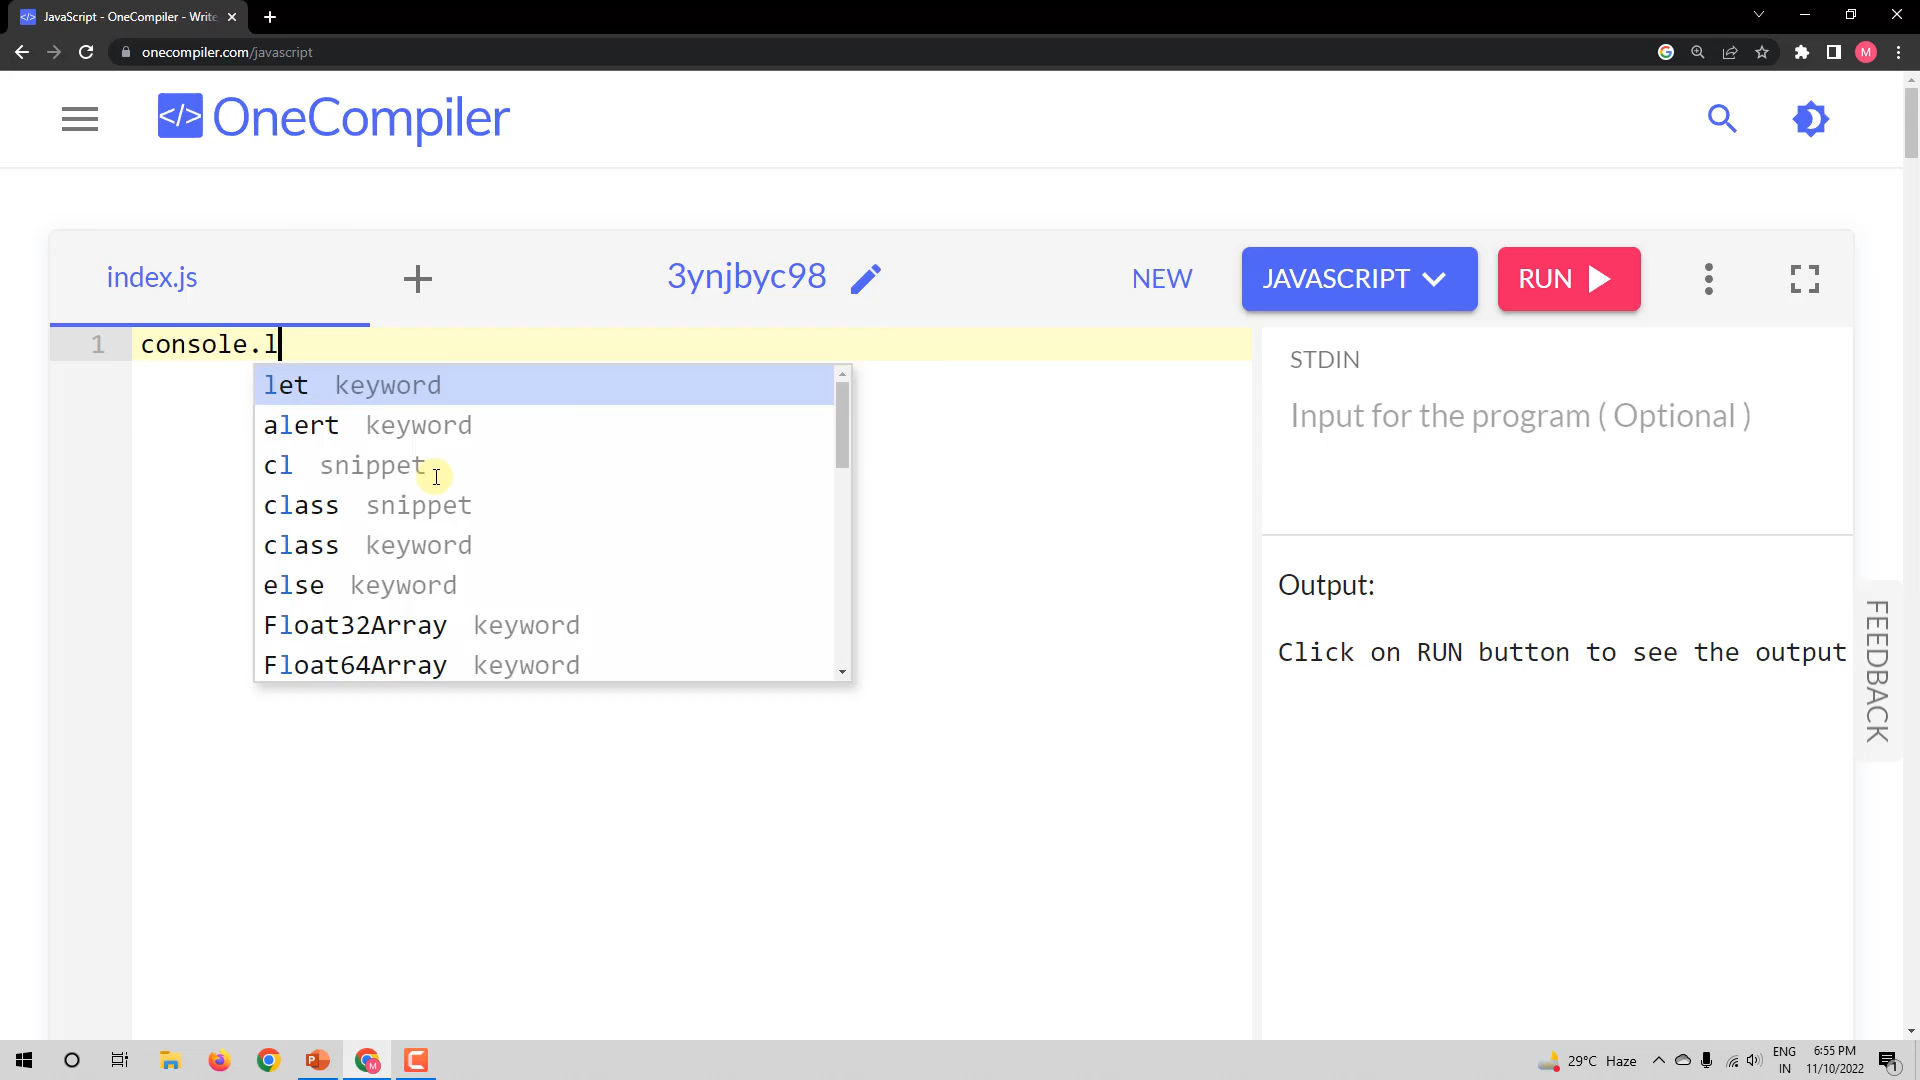 JavaScript - OneCompiler - Write
onecompiler.com/javascript
M
</> OneCompiler
index.js
3ynjbyc98
NEW
JAVASCRIPT
RUN
1 console.l
let keyword
alert keyword
cl snippet
class snippet
class keyword
else keyword
Float32Array keyword
Float64Array keyword
STDIN
Input for the program ( Optional )
Output:
Click on RUN button to see the output
FEEDBACK
29°C Haze
ENG
IN
6:55 PM
11/10/2022
1